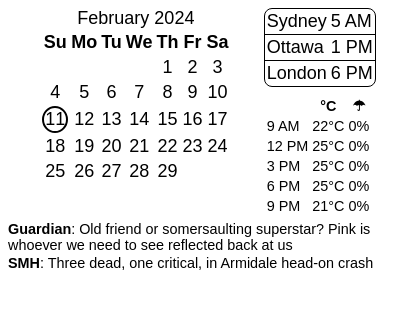 February 2024
Su Mo Tu We Th Fr Sa
1 2 3
4 5 6 7 8 9 10
11 12 13 14 15 16 17
18 19 20 21 22 23 24
25 26 27 28 29
Sydney 5 AM
Ottawa 1 PM
London 6 PM
°C ☂
9 AM 22°C 0%
12 PM 25°C 0%
3 PM 25°C 0%
6 PM 25°C 0%
9 PM 21°C 0%
Guardian: Old friend or somersaulting superstar? Pink is
whoever we need to see reflected back at us
SMH: Three dead, one critical, in Armidale head-on crash